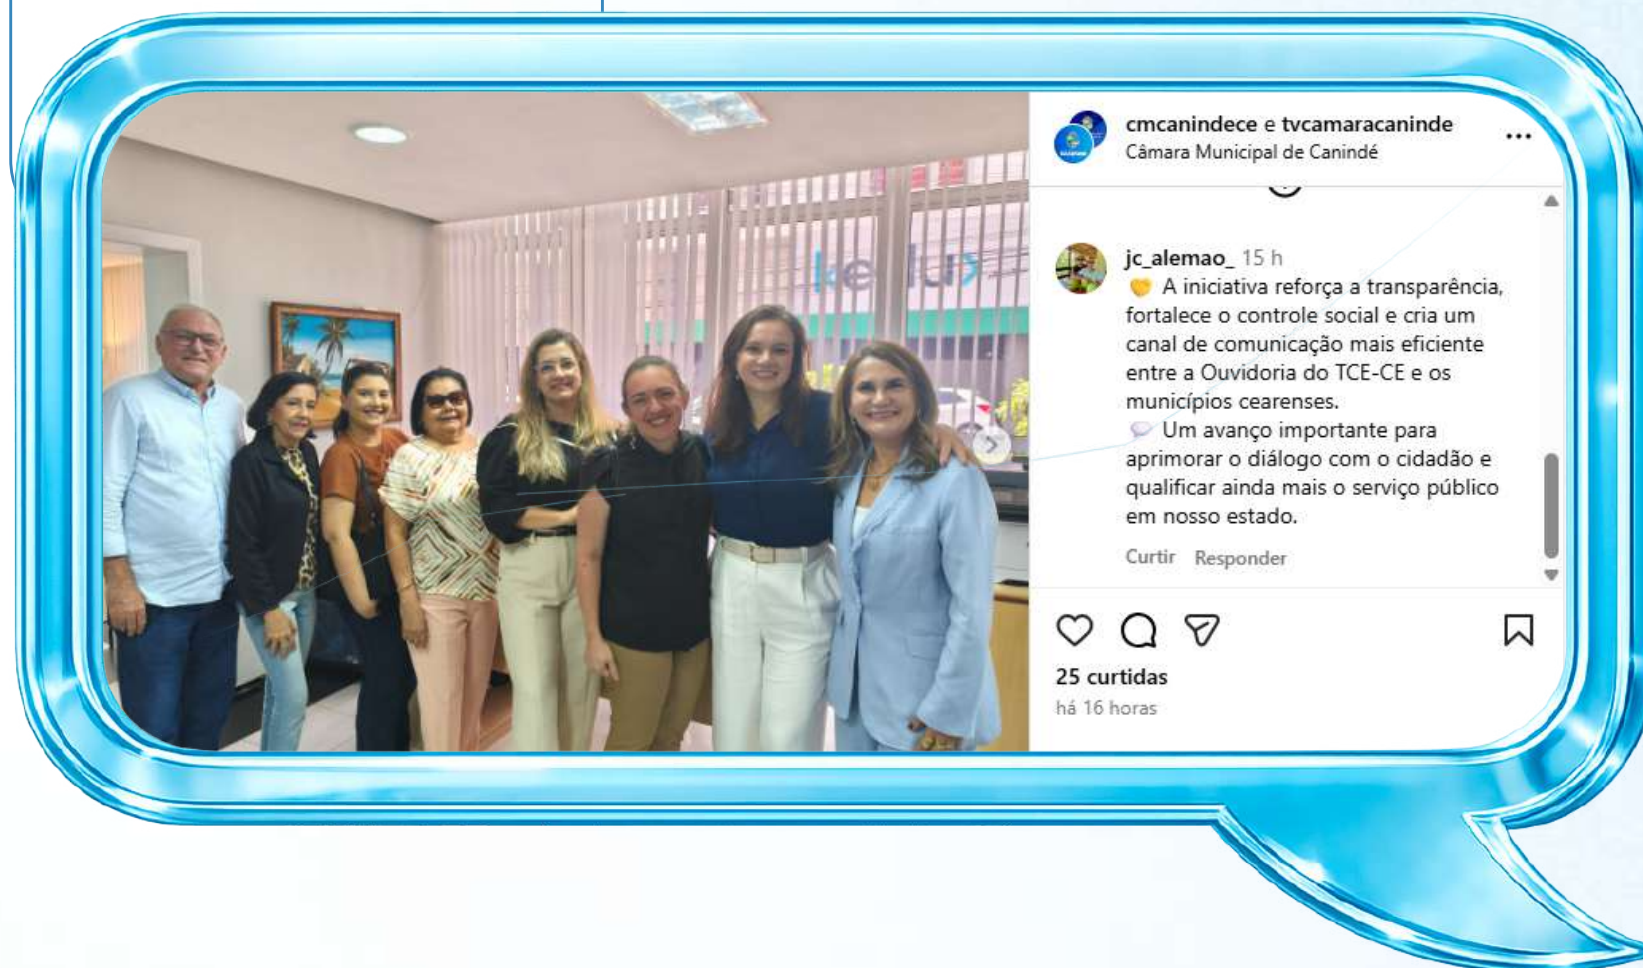 cmcanindece e tvcamaracaninde
Câmara Municipal de Canindé
jc_alemao_ 15 h
A iniciativa reforça a transparência,
fortalece o controle social e cria um
canal de comunicação mais eficiente
entre a Ouvidoria do TCE-CE e os
municípios cearenses.
Um avanço importante para
aprimorar o diálogo com o cidadão e
qualificar ainda mais o serviço público
em nosso estado.
Curtir Responder
25 curtidas
há 16 horas